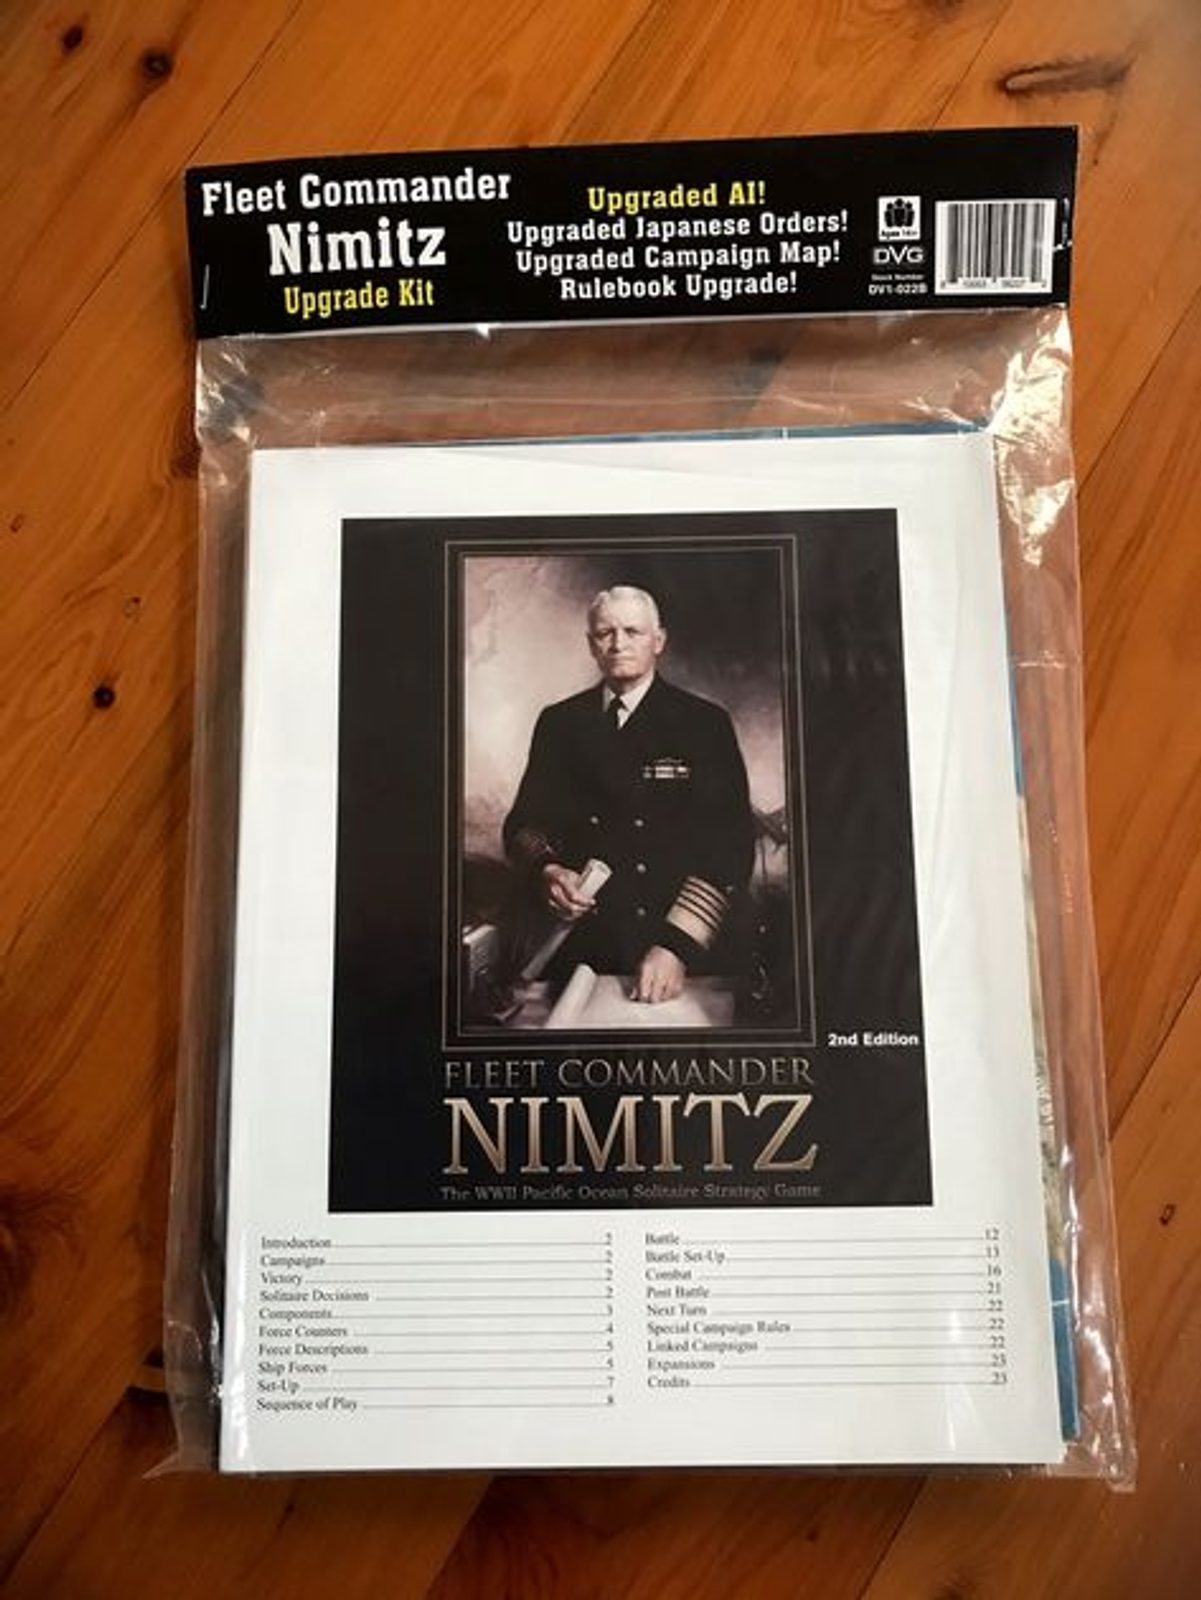 Fleet Commander
Nimitz
Upgrade Kit
Upgraded AI!
Upgraded Japanese Orders!
Upgraded Campaign Map!
Rulebook Upgrade!
DVG
Stock Number
DV1-022B
2nd Edition
FLEET COMMANDER
NIMITZ
The WWII Pacific Ocean Solitaire Strategy Game
Introduction 2
Campaigns 2
Victory 2
Solitaire Decisions 2
Components 3
Force Counters 4
Force Descriptions 5
Ship Forces 5
Set-Up 7
Sequence of Play 8
Battle 12
Battle Set-Up 13
Combat 16
Post Battle 21
Next Turn 22
Special Campaign Rules 22
Linked Campaigns 22
Expansions 23
Credits 23